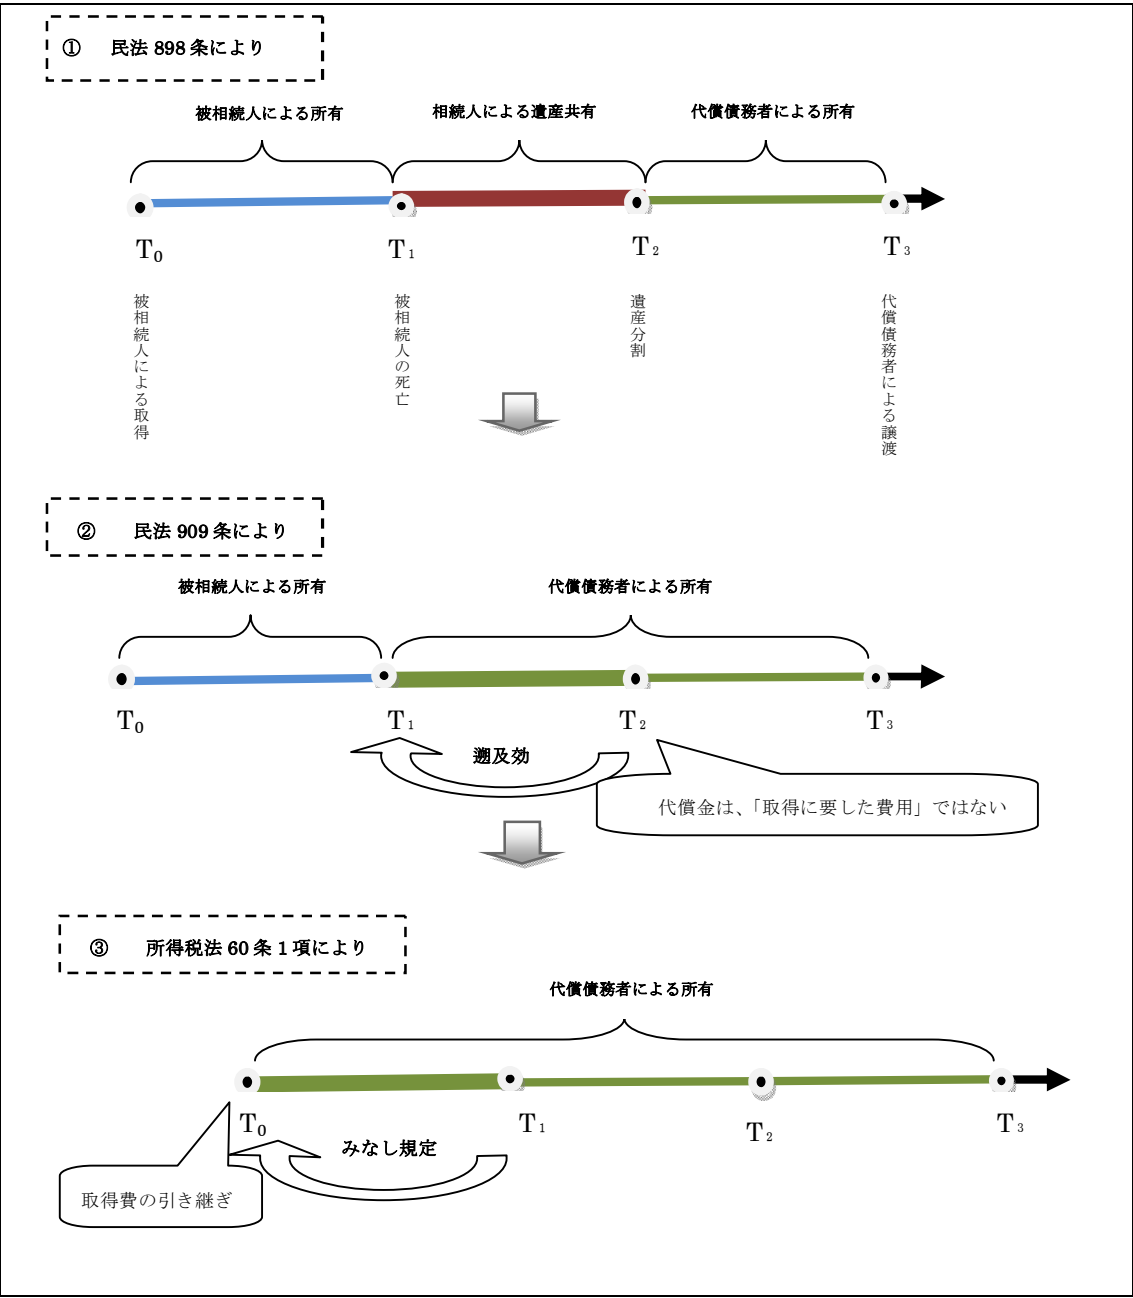 ① 民法 898 条により
被相続人による所有
相続人による遺産共有
代償債務者による所有
T₀
T₁
T₂
T₃
被相続人による取得
被相続人の死亡
遺産分割
代償債務者による譲渡
② 民法 909 条により
被相続人による所有
代償債務者による所有
T₀
T₁
T₂
T₃
遡及効
代償金は、「取得に要した費用」ではない
③ 所得税法 60 条 1 項により
代償債務者による所有
T₀
T₁
T₂
T₃
みなし規定
取得費の引き継ぎ